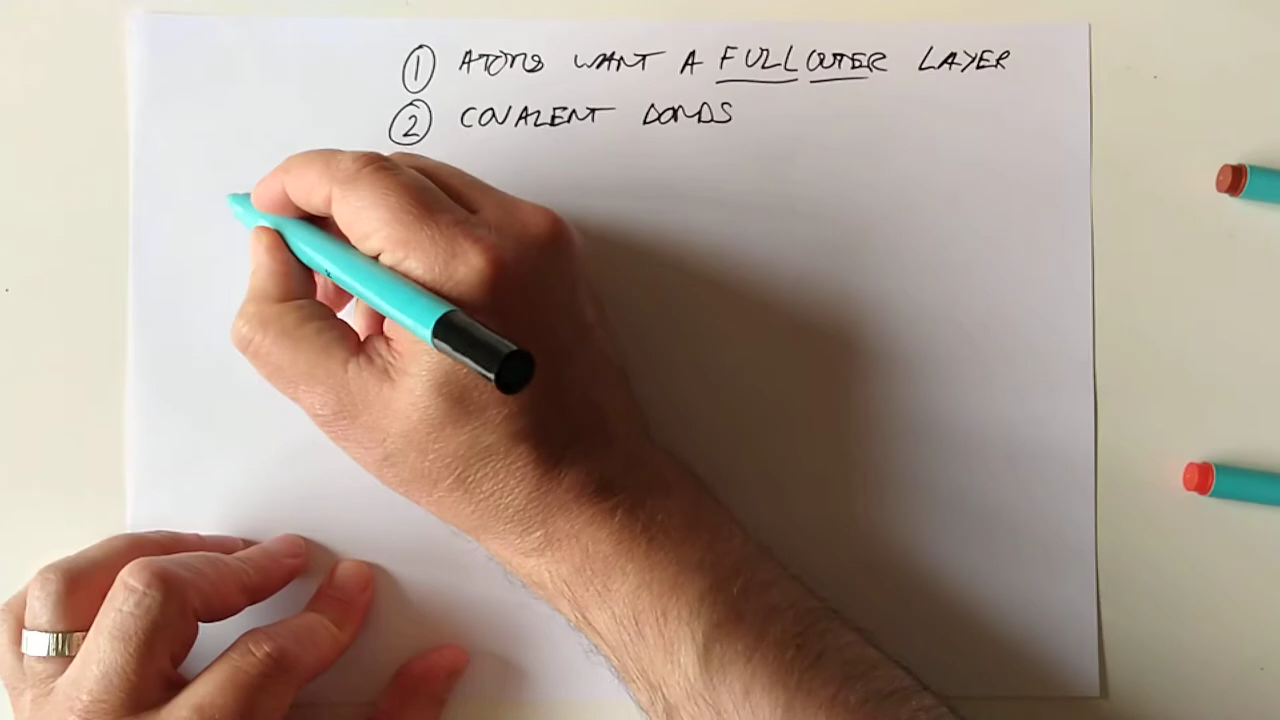 ① ATOMS WANT A FULL OUTER LAYER
② COVALENT BONDS